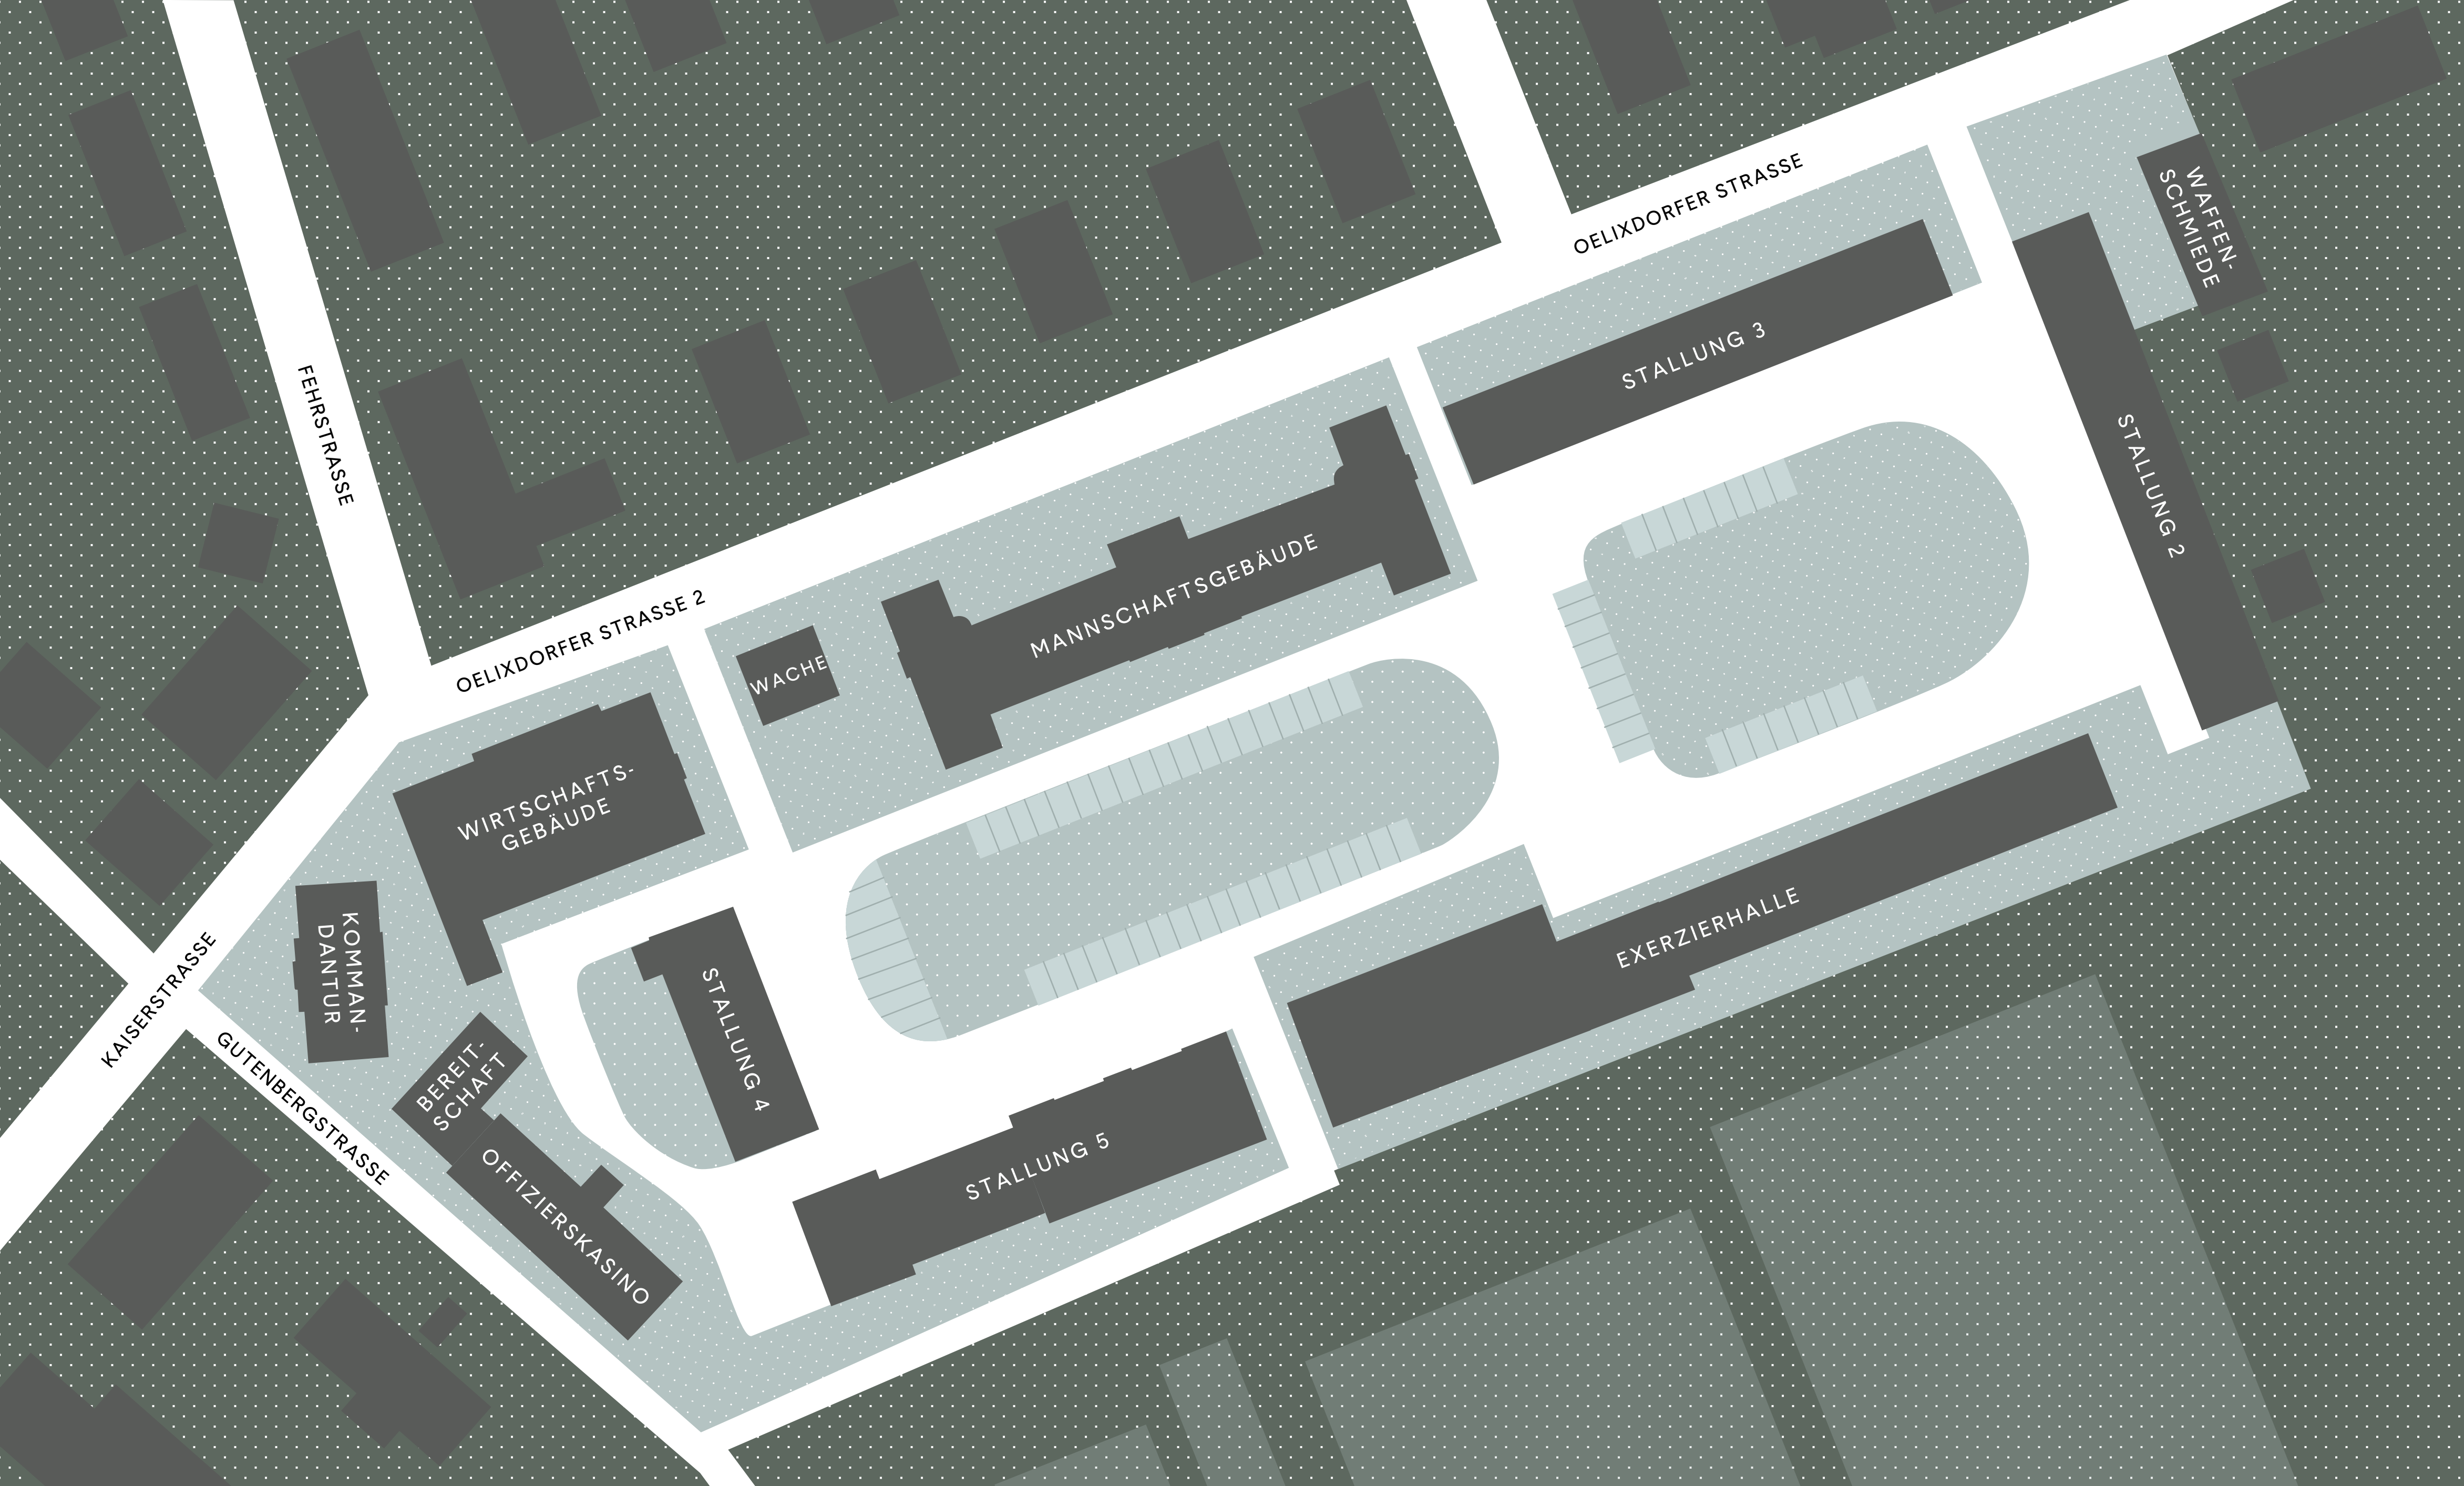 OELIXDORFER STRASSE
WAFFEN-
SCHMIEDE
STALLUNG 3
FEHRSTRASSE
STALLUNG 2
MANNSCHAFTSGEBÄUDE
OELIXDORFER STRASSE 2
WACHE
WIRTSCHAFTS-
GEBÄUDE
KOMMAN-
DANTUR
EXERZIERHALLE
KAISERSTRASSE
STALLUNG 4
GUTENBERGSTRASSE
BEREIT-
SCHAFT
STALLUNG 5
OFFIZIERSKASINO